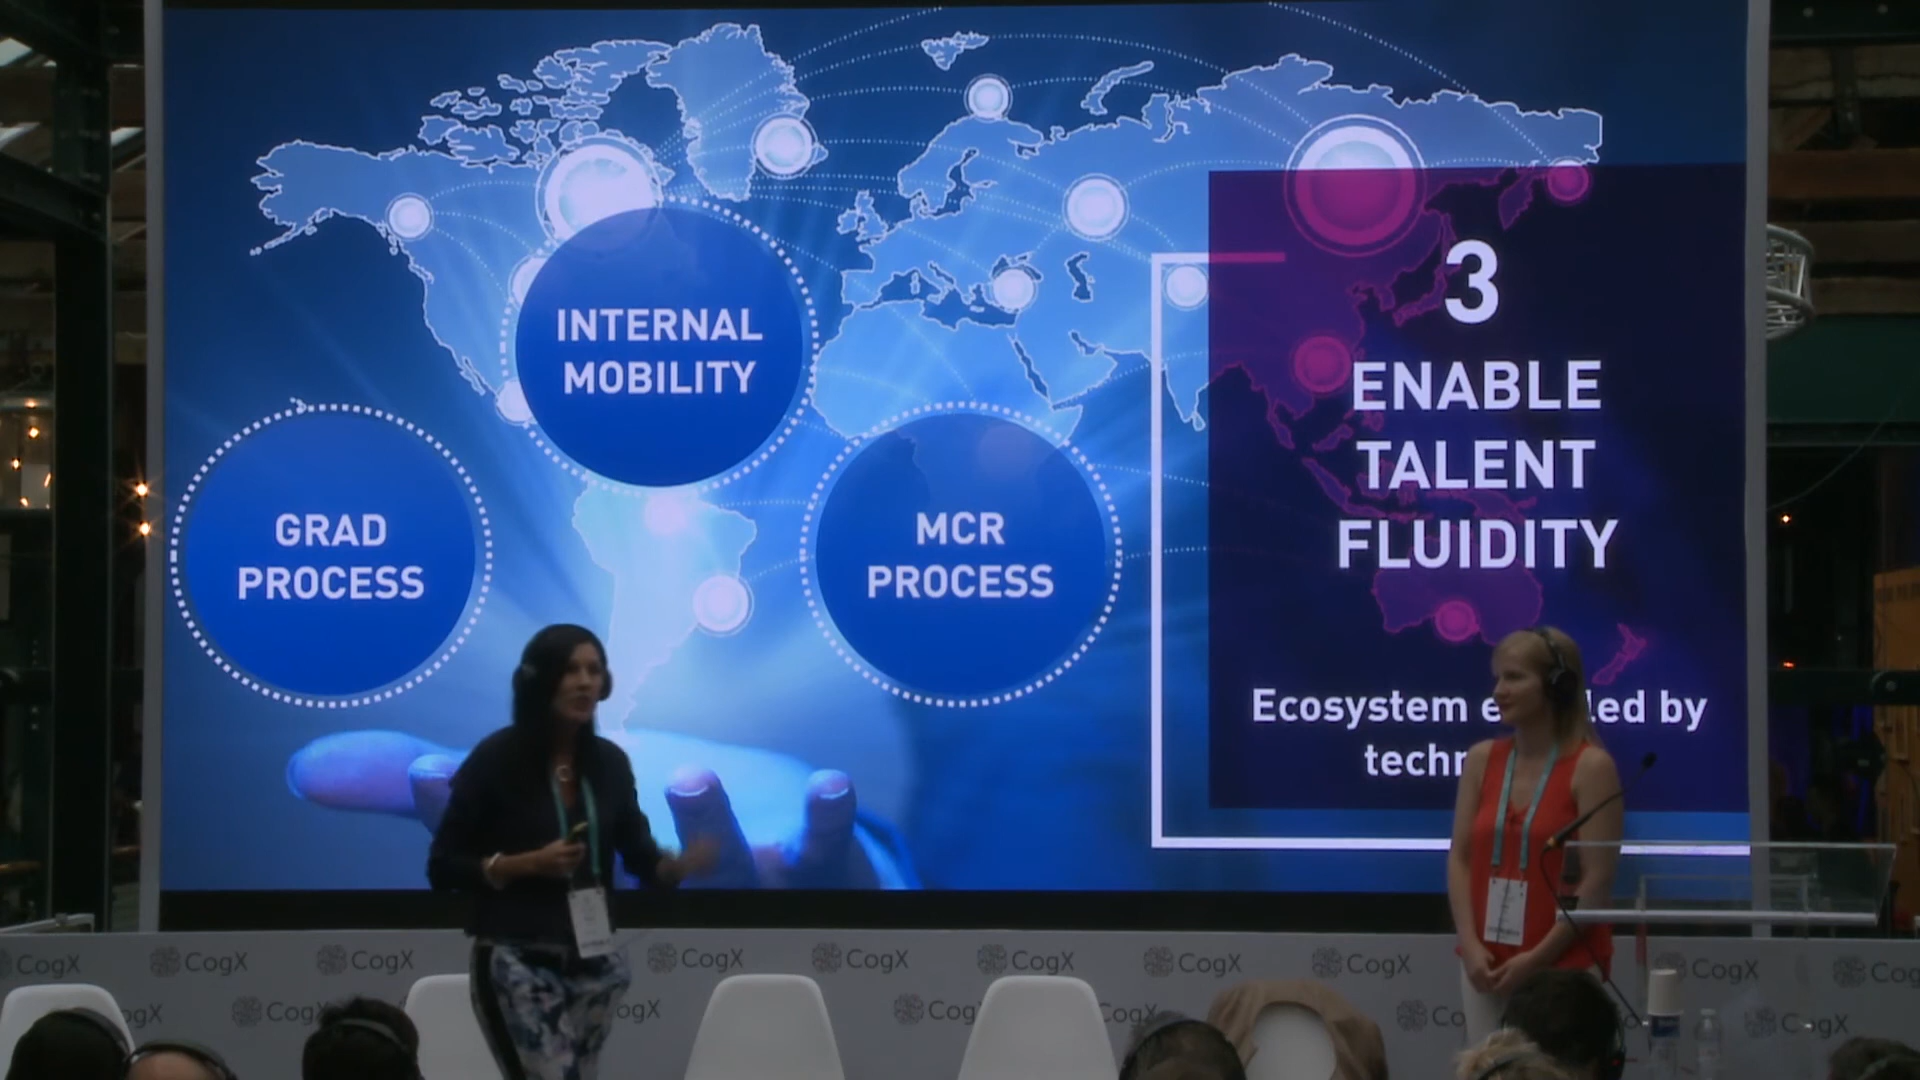 INTERNAL
MOBILITY
GRAD
PROCESS
MCR
PROCESS
3
ENABLE
TALENT
FLUIDITY
Ecosystem
by
CogX
CogX
CogX
CogX
CogX
CogX
CogX
CogX
CogX